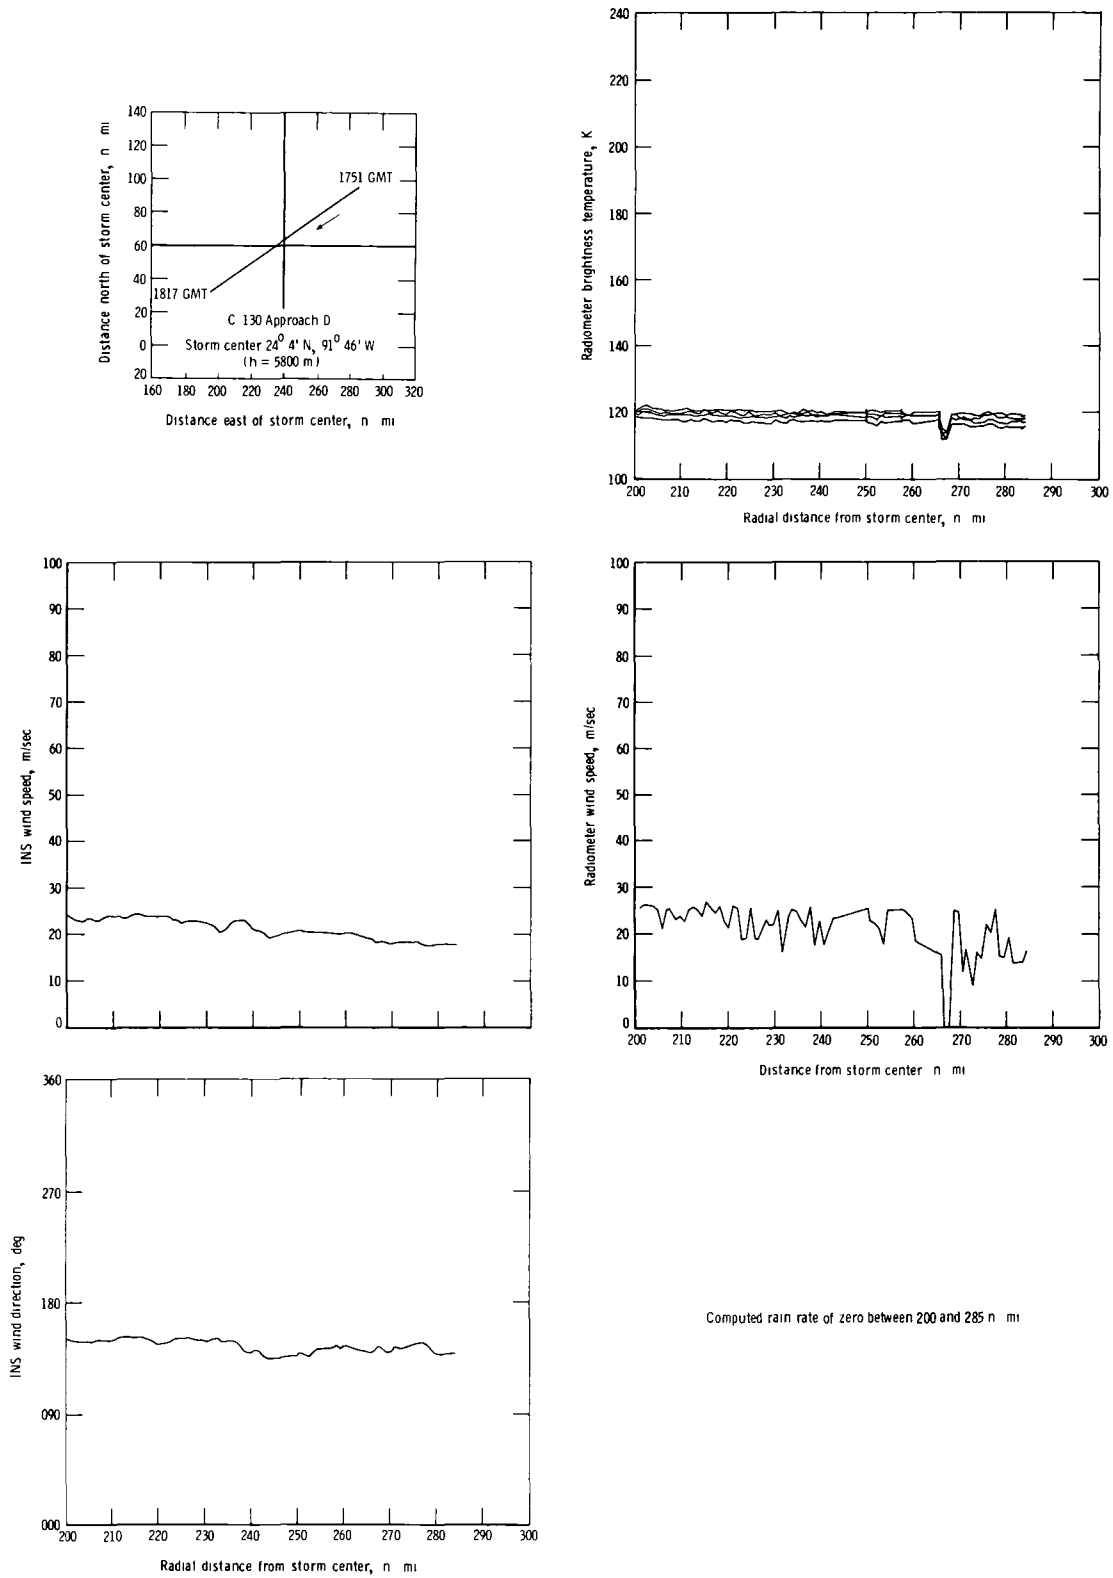 140
120
100
80
60
40
20
0
20
160 180 200 220 240 260 280 300 320
Distance north of storm center, n mi
1751 GMT
1817 GMT
C 130 Approach D
Storm center 24° 4' N, 91° 46' W
(h = 5800 m)
Distance east of storm center, n mi
240
220
200
180
160
140
120
100
200 210 220 230 240 250 260 270 280 290 300
Radiometer brightness temperature, K
Radial distance from storm center, n mi
100
90
80
70
60
50
40
30
20
10
0
INS wind speed, m/sec
100
90
80
70
60
50
40
30
20
10
0
200 210 220 230 240 250 260 270 280 290 300
Radiometer wind speed, m/sec
Distance from storm center n mi
360
270
180
090
000
200 210 220 230 240 250 260 270 280 290 300
INS wind direction, deg
Radial distance from storm center, n mi
Computed rain rate of zero between 200 and 285 n mi